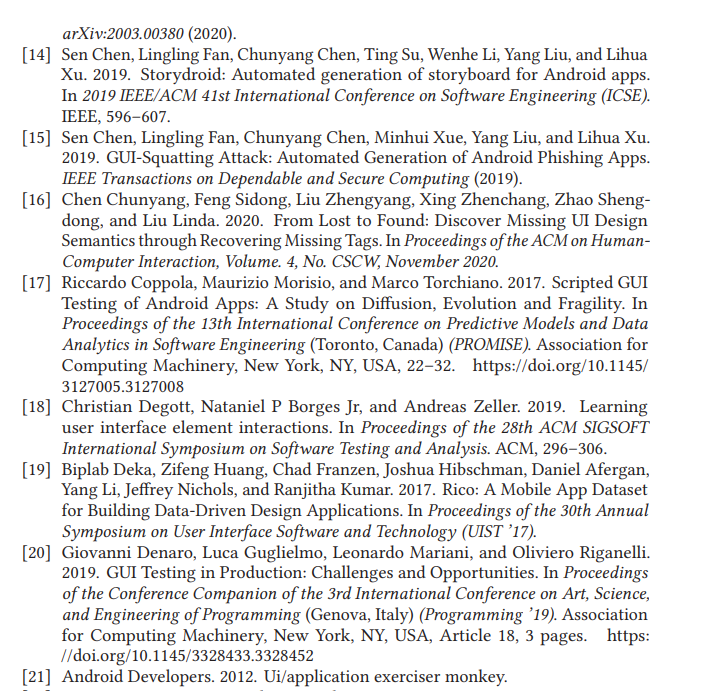 arXiv:2003.00380 (2020).
[14] Sen Chen, Lingling Fan, Chunyang Chen, Ting Su, Wenhe Li, Yang Liu, and Lihua
Xu. 2019. Storydroid: Automated generation of storyboard for Android apps.
In 2019 IEEE/ACM 41st International Conference on Software Engineering (ICSE).
IEEE, 596–607.
[15] Sen Chen, Lingling Fan, Chunyang Chen, Minhui Xue, Yang Liu, and Lihua Xu.
2019. GUI-Squatting Attack: Automated Generation of Android Phishing Apps.
IEEE Transactions on Dependable and Secure Computing (2019).
[16] Chen Chunyang, Feng Sidong, Liu Zhengyang, Xing Zhenchang, Zhao Sheng-
dong, and Liu Linda. 2020. From Lost to Found: Discover Missing UI Design
Semantics through Recovering Missing Tags. In Proceedings of the ACM on Human-
Computer Interaction, Volume. 4, No. CSCW, November 2020.
[17] Riccardo Coppola, Maurizio Morisio, and Marco Torchiano. 2017. Scripted GUI
Testing of Android Apps: A Study on Diffusion, Evolution and Fragility. In
Proceedings of the 13th International Conference on Predictive Models and Data
Analytics in Software Engineering (Toronto, Canada) (PROMISE). Association for
Computing Machinery, New York, NY, USA, 22–32. https://doi.org/10.1145/
3127005.3127008
[18] Christian Degott, Nataniel P Borges Jr, and Andreas Zeller. 2019. Learning
user interface element interactions. In Proceedings of the 28th ACM SIGSOFT
International Symposium on Software Testing and Analysis. ACM, 296–306.
[19] Biplab Deka, Zifeng Huang, Chad Franzen, Joshua Hibschman, Daniel Afergan,
Yang Li, Jeffrey Nichols, and Ranjitha Kumar. 2017. Rico: A Mobile App Dataset
for Building Data-Driven Design Applications. In Proceedings of the 30th Annual
Symposium on User Interface Software and Technology (UIST ’17).
[20] Giovanni Denaro, Luca Guglielmo, Leonardo Mariani, and Oliviero Riganelli.
2019. GUI Testing in Production: Challenges and Opportunities. In Proceedings
of the Conference Companion of the 3rd International Conference on Art, Science,
and Engineering of Programming (Genova, Italy) (Programming ’19). Association
for Computing Machinery, New York, NY, USA, Article 18, 3 pages. https:
//doi.org/10.1145/3328433.3328452
[21] Android Developers. 2012. Ui/application exerciser monkey.